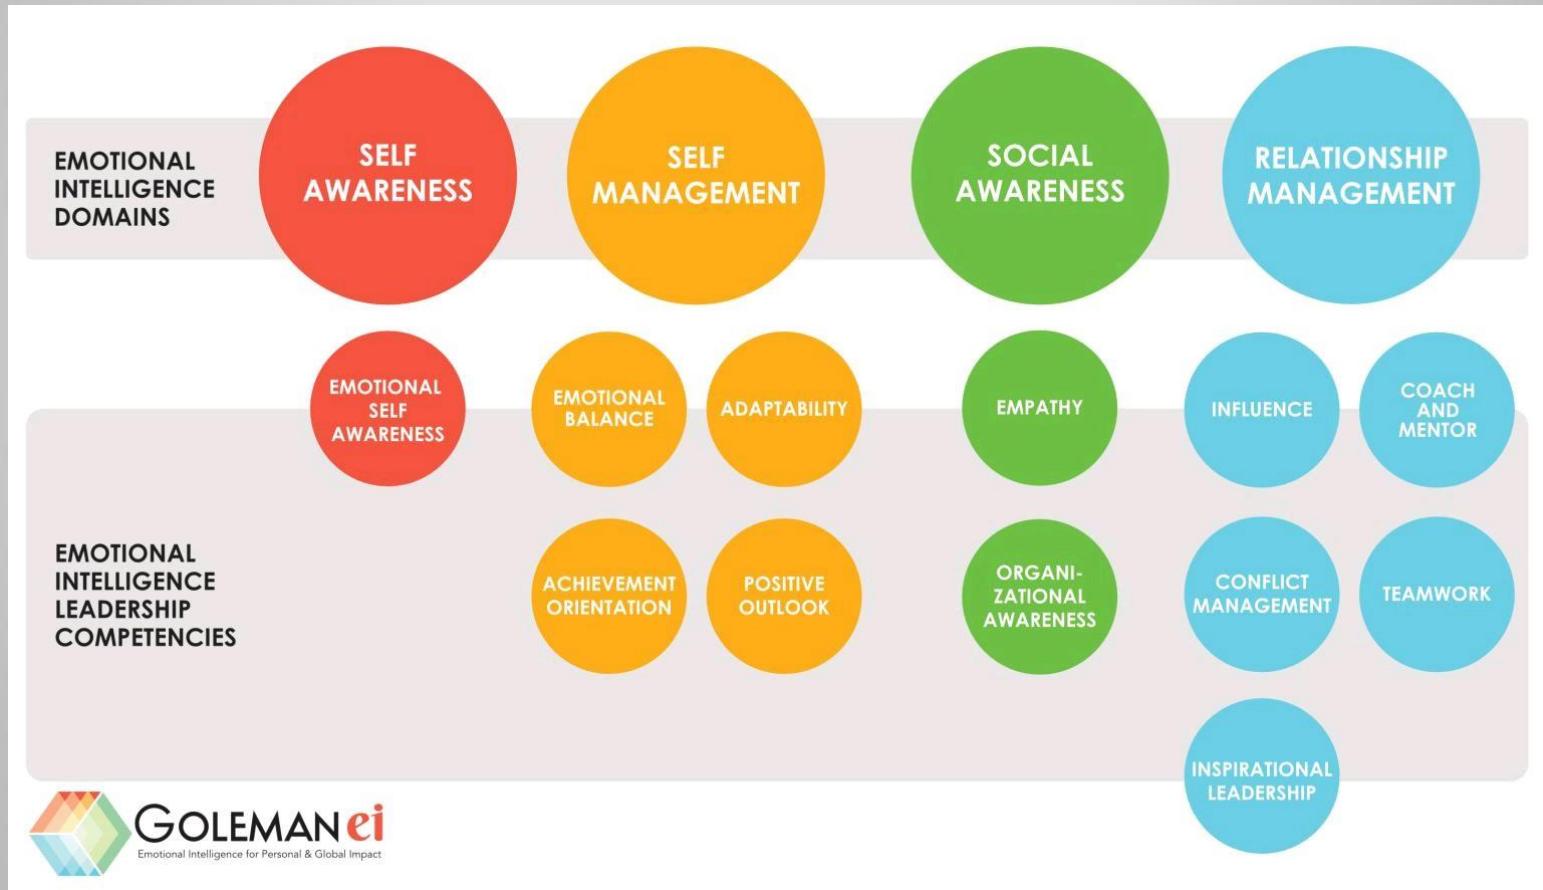 EMOTIONAL
INTELLIGENCE
DOMAINS
SELF
AWARENESS
SELF
MANAGEMENT
SOCIAL
AWARENESS
RELATIONSHIP
MANAGEMENT
EMOTIONAL
INTELLIGENCE
LEADERSHIP
COMPETENCIES
EMOTIONAL
SELF
AWARENESS
EMOTIONAL
BALANCE
ADAPTABILITY
EMPATHY
INFLUENCE
COACH
AND
MENTOR
ACHIEVEMENT
ORIENTATION
POSITIVE
OUTLOOK
ORGANI-
ZATIONAL
AWARENESS
CONFLICT
MANAGEMENT
TEAMWORK
INSPIRATIONAL
LEADERSHIP
GOLEMAN ei
Emotional Intelligence for Personal & Global Impact